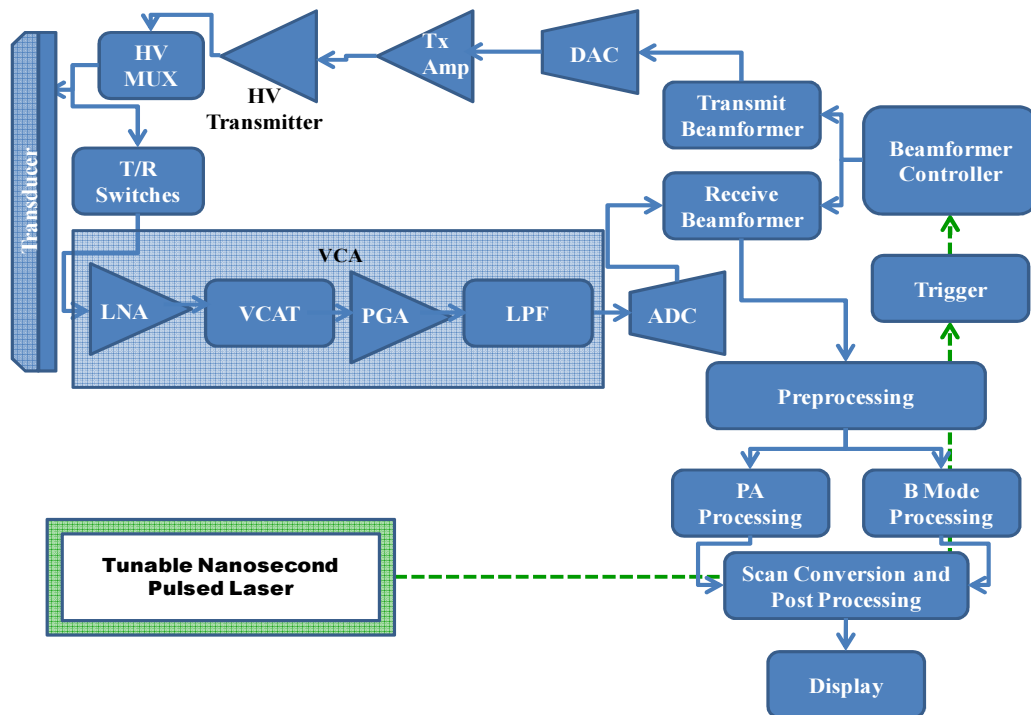 HV
MUX
HV
Transmitter
Tx
Amp
DAC
Transmit
Beamformer
Beamformer
Controller
Transducer
T/R
Switches
Receive
Beamformer
Trigger
VCA
LNA
VCAT
PGA
LPF
ADC
Preprocessing
PA
Processing
B Mode
Processing
Tunable Nanosecond
Pulsed Laser
Scan Conversion and
Post Processing
Display